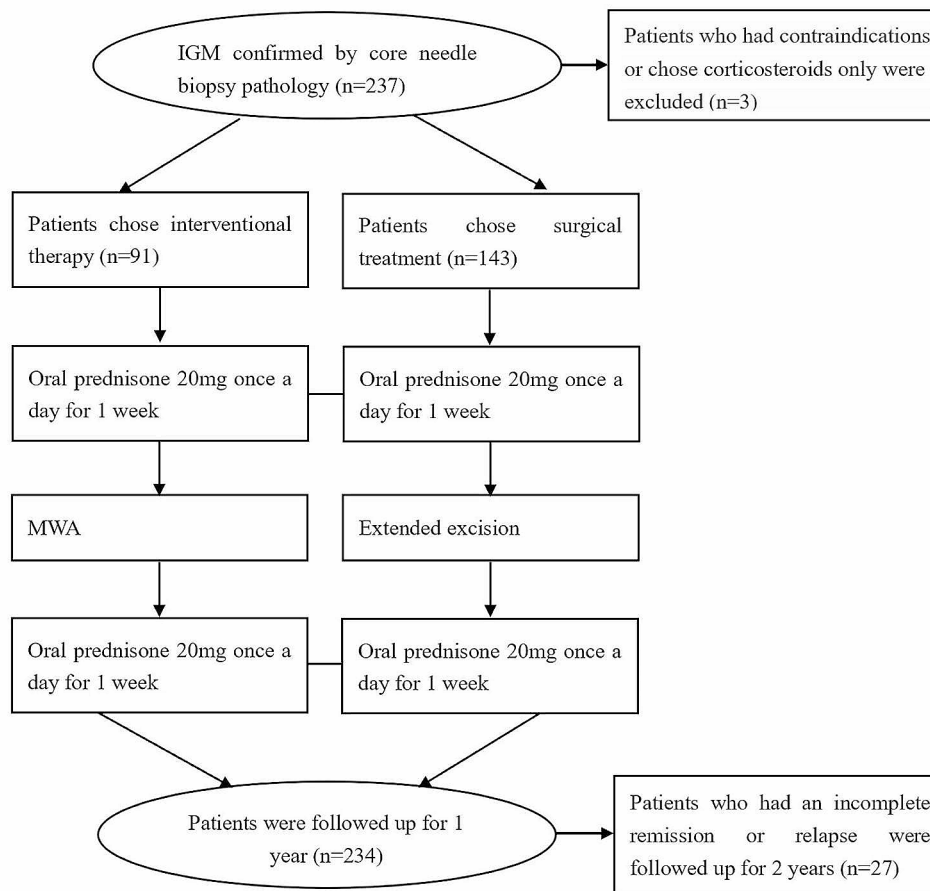 IGM confirmed by core needle
biopsy pathology (n=237)
Patients who had contraindications
or chose corticosteroids only were
excluded (n=3)
Patients chose interventional
therapy (n=91)
Patients chose surgical
treatment (n=143)
Oral prednisone 20mg once a
day for 1 week
Oral prednisone 20mg once a
day for 1 week
MWA
Extended excision
Oral prednisone 20mg once a
day for 1 week
Oral prednisone 20mg once a
day for 1 week
Patients were followed up for 1
year (n=234)
Patients who had an incomplete
remission or relapse were
followed up for 2 years (n=27)